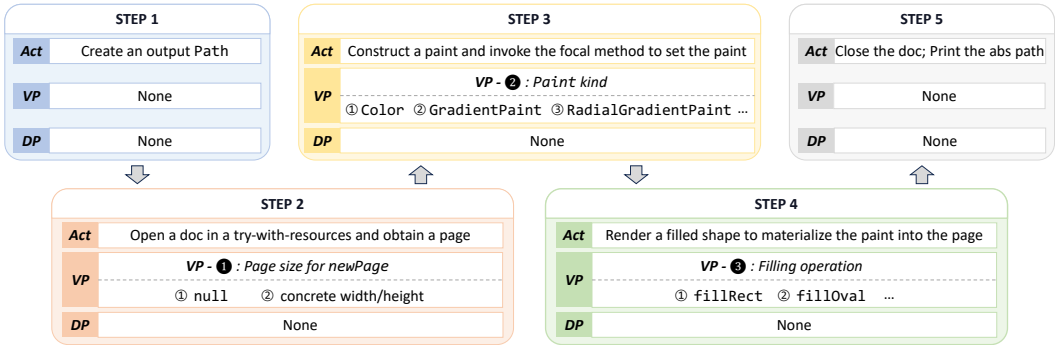 STEP 1
Act Create an output Path
VP None
DP None
STEP 2
Act Open a doc in a try-with-resources and obtain a page
VP VP - ❶ : Page size for newPage
① null ② concrete width/height
DP None
STEP 3
Act Construct a paint and invoke the focal method to set the paint
VP VP - ❷ : Paint kind
① Color ② GradientPaint ③ RadialGradientPaint …
DP None
STEP 4
Act Render a filled shape to materialize the paint into the page
VP VP - ❸ : Filling operation
① fillRect ② fillOval …
DP None
STEP 5
Act Close the doc; Print the abs path
VP None
DP None